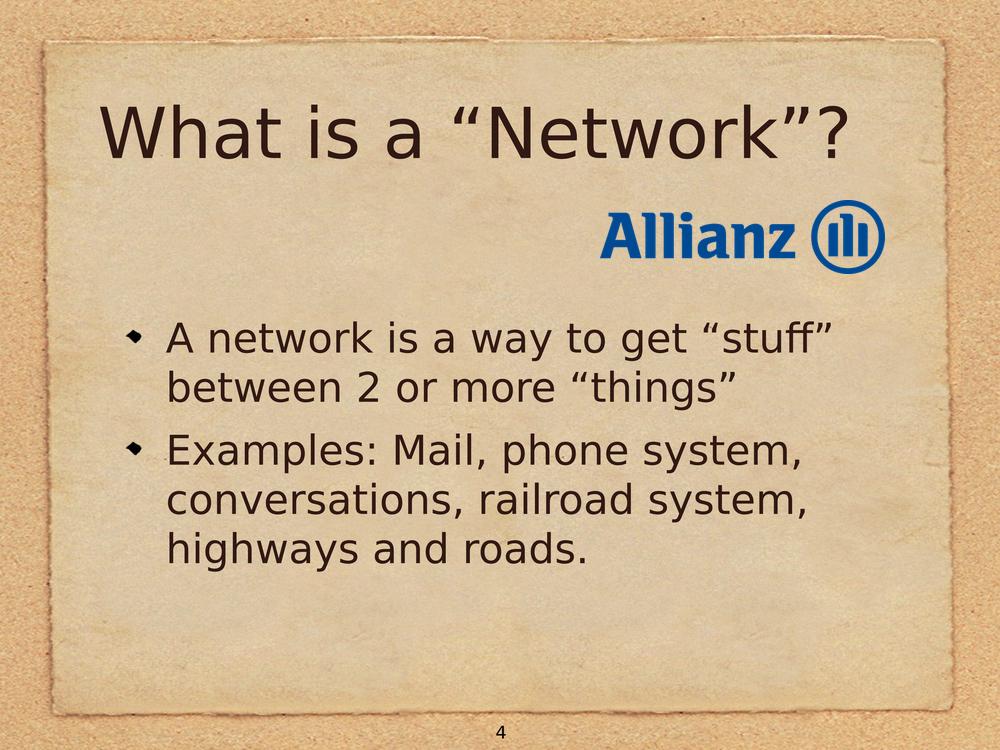 What is a “Network”?
Allianz
A network is a way to get “stuff”
between 2 or more “things”
Examples: Mail, phone system,
conversations, railroad system,
highways and roads.
4